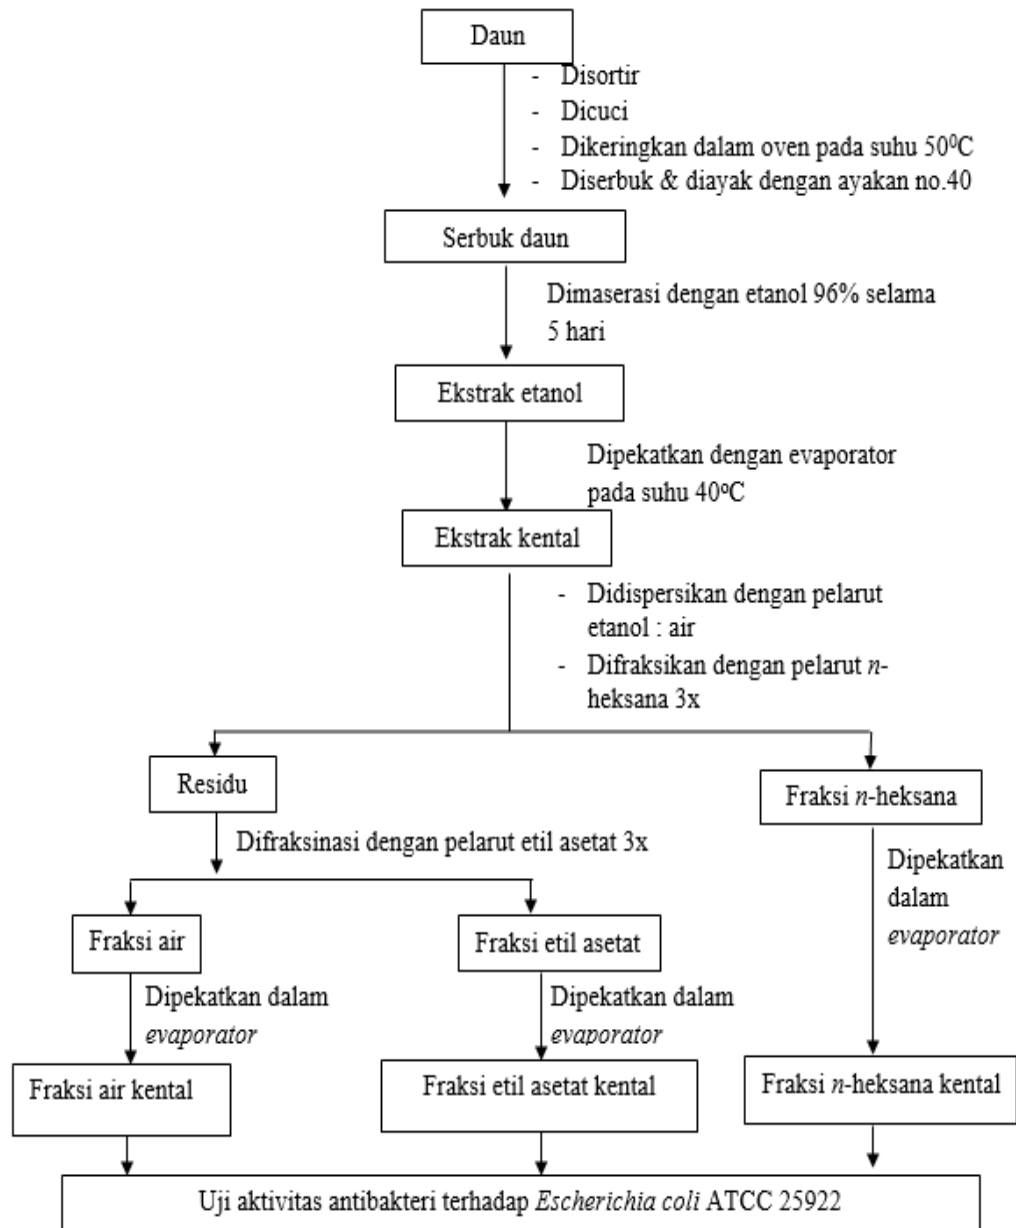 Daun
- Disortir
- Dicuci
- Dikeringkan dalam oven pada suhu 50⁰C
- Diserbuk & diayak dengan ayakan no.40
Serbuk daun
Dimaserasi dengan etanol 96% selama
5 hari
Ekstrak etanol
Dipekatkan dengan evaporator
pada suhu 40ᵒC
Ekstrak kental
- Didispersikan dengan pelarut
etanol : air
- Difraksikan dengan pelarut n-
heksana 3x
Residu
Fraksi n-heksana
Difraksinasi dengan pelarut etil asetat 3x
Dipekatkan
dalam
evaporator
Fraksi air
Fraksi etil asetat
Dipekatkan dalam
evaporator
Dipekatkan dalam
evaporator
Fraksi air kental
Fraksi etil asetat kental
Fraksi n-heksana kental
Uji aktivitas antibakteri terhadap Escherichia coli ATCC 25922